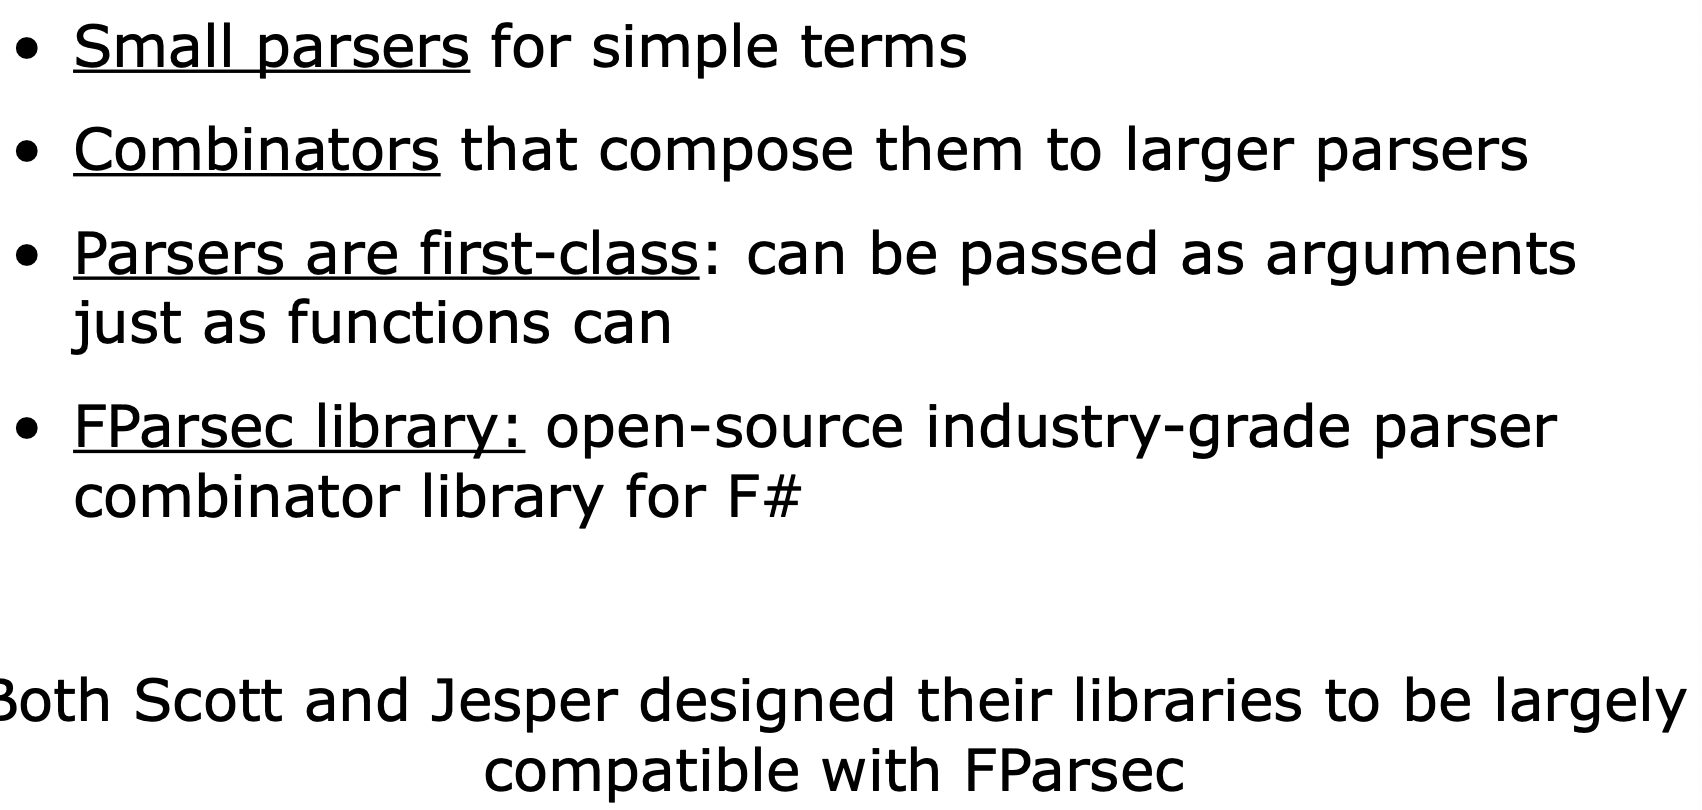 • Small parsers for simple terms
• Combinators that compose them to larger parsers
• Parsers are first-class: can be passed as arguments
just as functions can
• FParsec library: open-source industry-grade parser
combinator library for F#
Both Scott and Jesper designed their libraries to be largely
compatible with FParsec